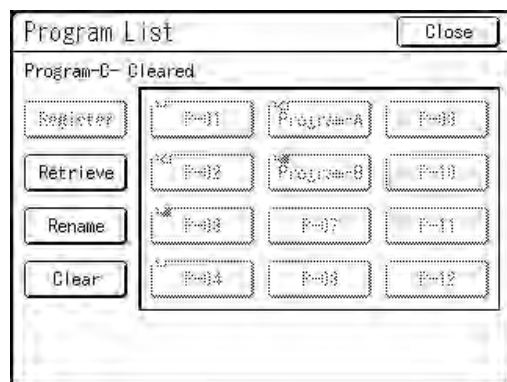 Program List Close
Program-C- Cleared
Register P-01 Program-A P-09
Retrieve P-02 Program-B P-10
Rename P-03 P-07 P-11
Clear P-04 P-08 P-12